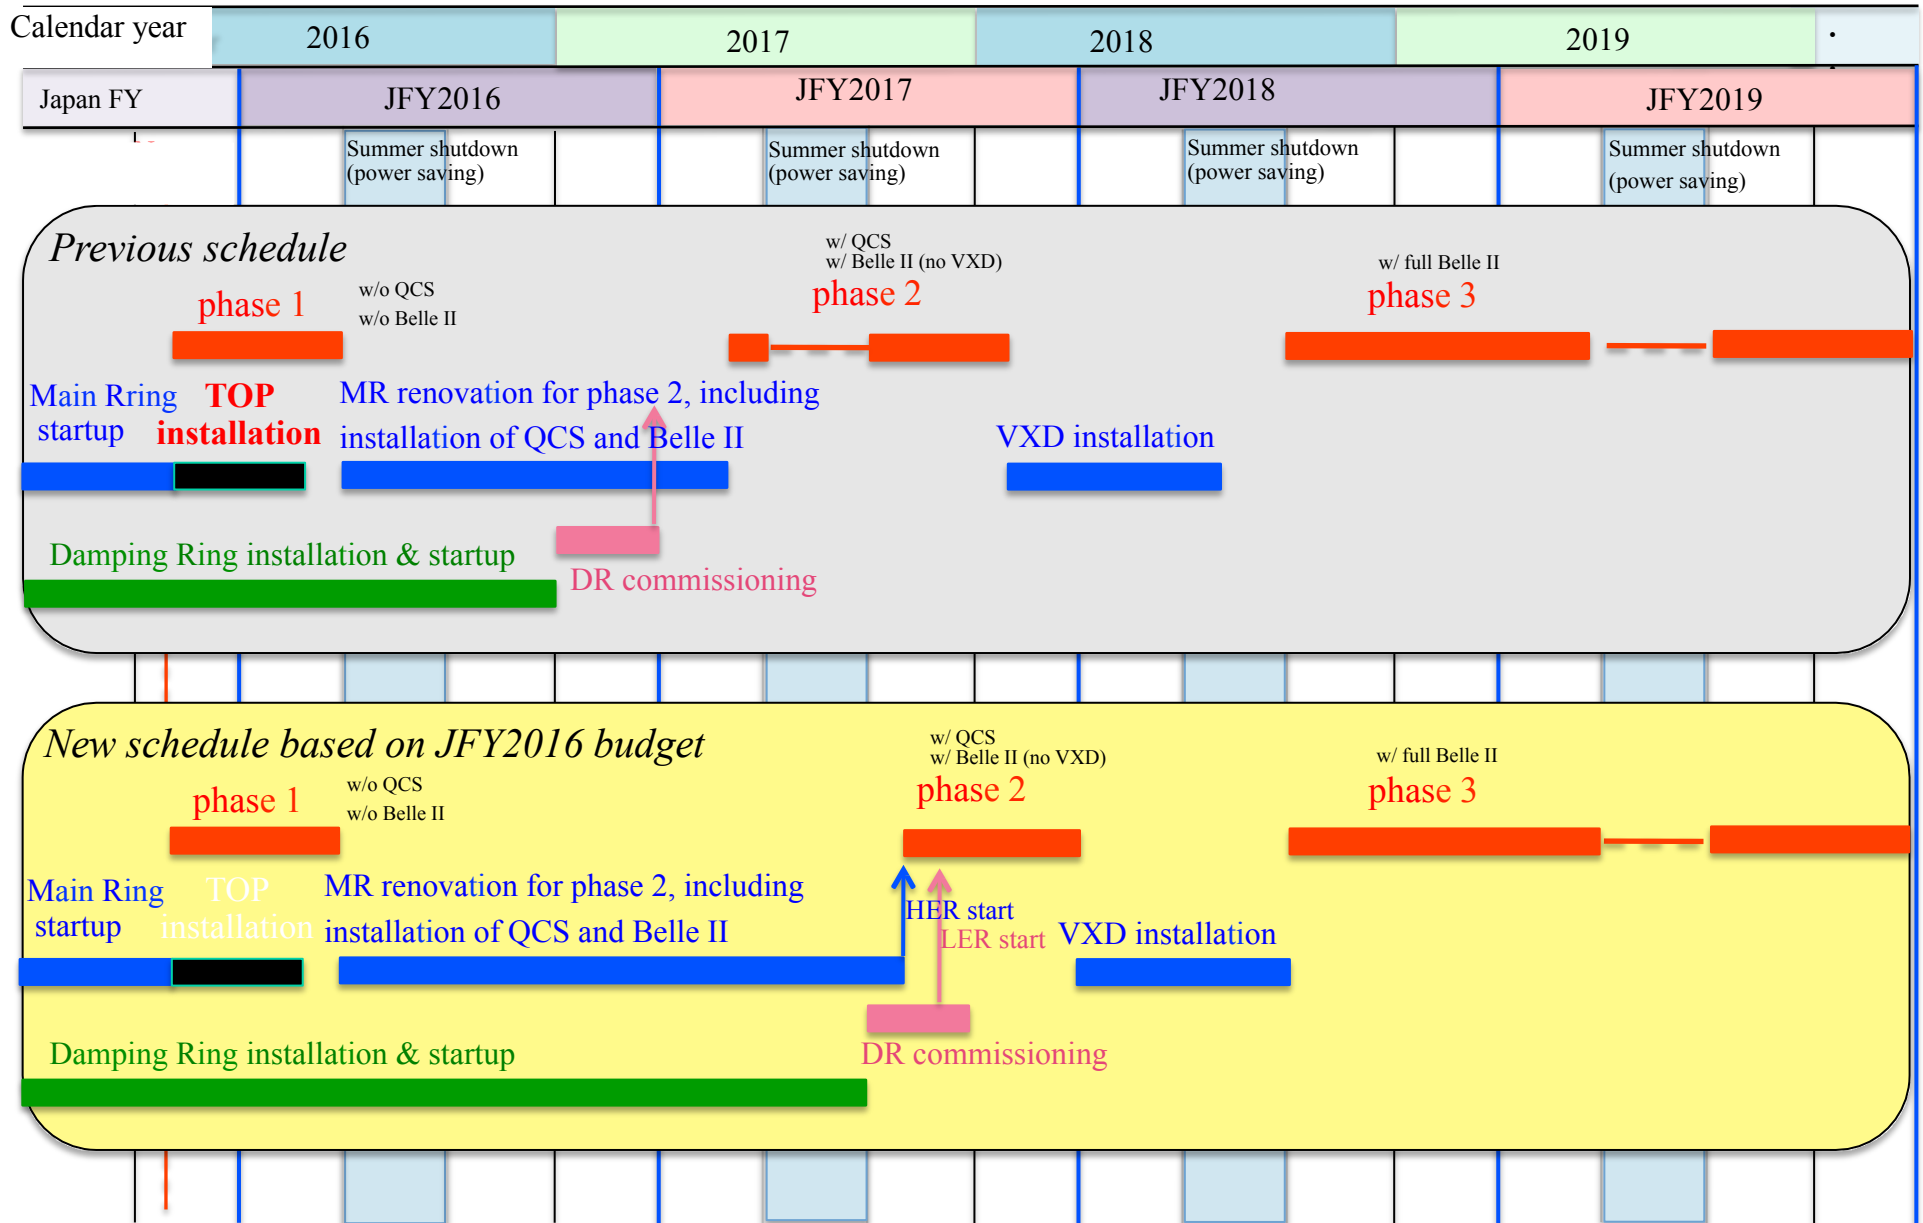 Calendar year
2016
2017
2018
2019
Japan FY
JFY2016
JFY2017
JFY2018
JFY2019
Summer shutdown
(power saving)
Summer shutdown
(power saving)
Summer shutdown
(power saving)
Summer shutdown
(power saving)
Previous schedule
phase 1
w/o QCS
w/o Belle II
w/ QCS
w/ Belle II (no VXD)
phase 2
w/ full Belle II
phase 3
Main Rring
startup
TOP
installation
MR renovation for phase 2, including
installation of QCS and Belle II
VXD installation
Damping Ring installation & startup
DR commissioning
New schedule based on JFY2016 budget
phase 1
w/o QCS
w/o Belle II
w/ QCS
w/ Belle II (no VXD)
phase 2
w/ full Belle II
phase 3
Main Ring
startup
TOP
installation
MR renovation for phase 2, including
installation of QCS and Belle II
HER start
LER start
VXD installation
Damping Ring installation & startup
DR commissioning